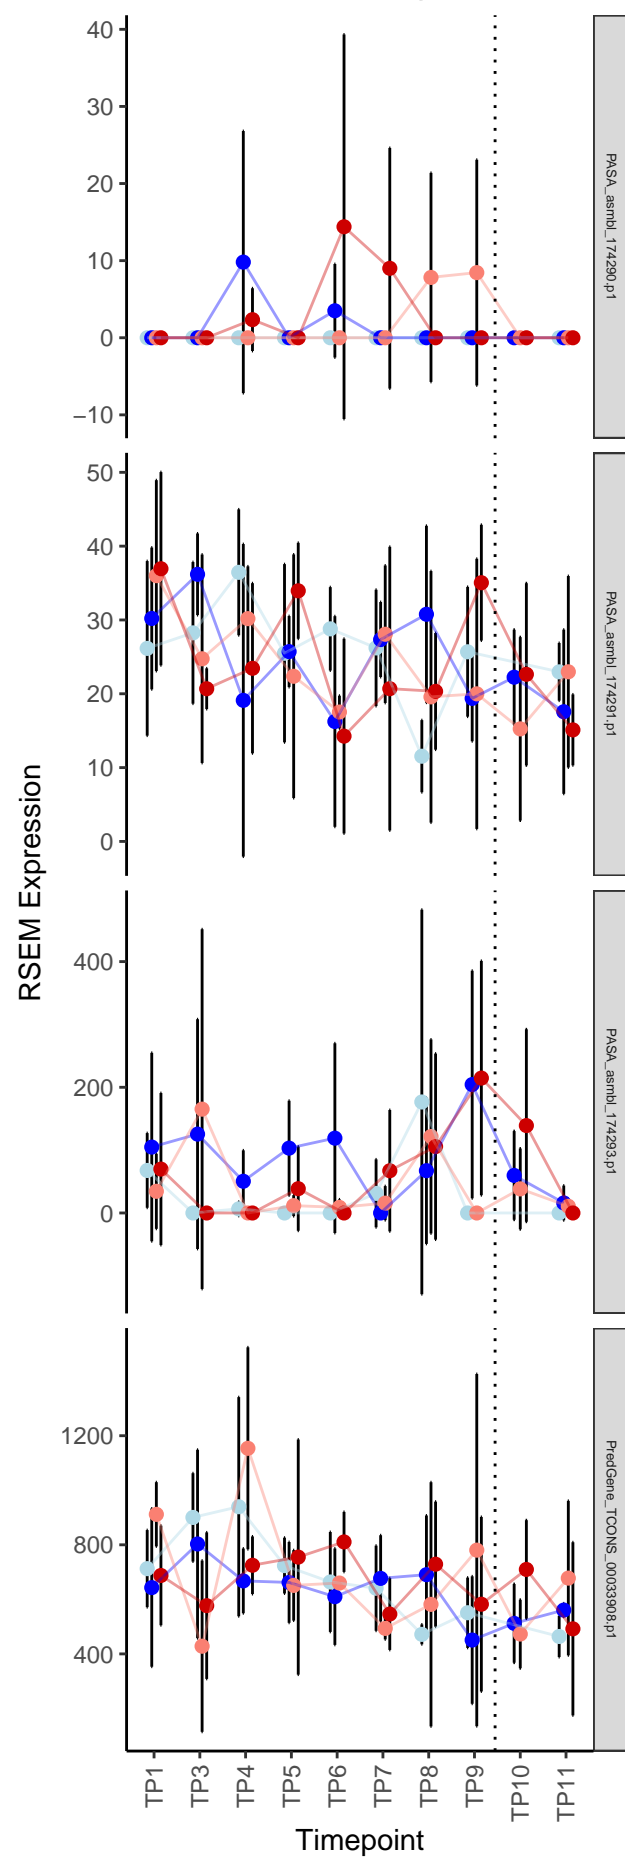 40
30
20
10
0
−10
PASA_asmbl_174290.p1
50
40
30
20
10
0
PASA_asmbl_174291.p1
RSEM Expression
400
200
0
PASA_asmbl_174293.p1
1200
800
400
PredGene_TCONS_00033908.p1
TP1 TP3 TP4 TP5 TP6 TP7 TP8 TP9 TP10 TP11
Timepoint